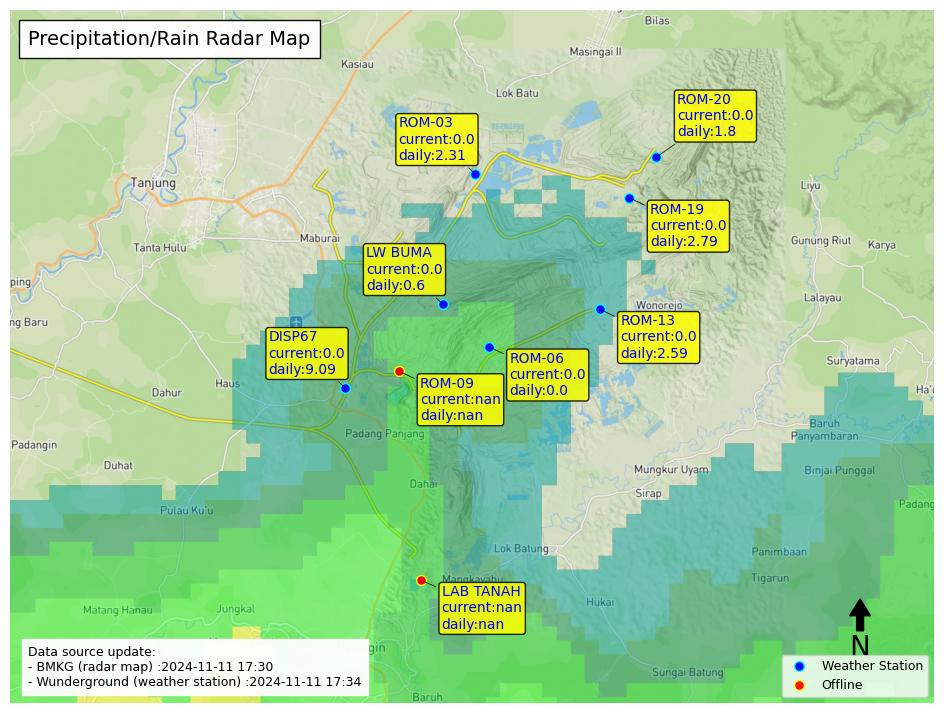 Precipitation/Rain Radar Map
Bilas
Masingai II
Kasiau
Lok Batu
ROM-20
current:0.0
daily:1.8
ROM-03
current:0.0
daily:2.31
Tanjung
Liyu
ROM-19
current:0.0
daily:2.79
Maburai
Tanta Hulu
Gunung Riut
Karya
LW BUMA
current:0.0
daily:0.6
ping
Lalayau
Wonorejo
ng Baru
ROM-13
current:0.0
daily:2.59
DISP67
current:0.0
daily:9.09
ROM-06
current:0.0
daily:0.0
Suryatama
Haus
ROM-09
current:nan
daily:nan
Dahur
Ha'u
Padang Panjang
Baruh
Panyambaran
Padangin
Duhat
Mungkur Uyam
Binjai Punggal
Dahai
Sirap
Padang
Pulau Ku'u
Lok Batung
Panimbaan
Mangkayahu
Tigarun
LAB TANAH
current:nan
daily:nan
Hukai
Matang Hanau
Jungkal
N
Data source update:
- BMKG (radar map) :2024-11-11 17:30
- Wunderground (weather station) :2024-11-11 17:34
Sungai Batung
Weather Station
Offline
Baruh